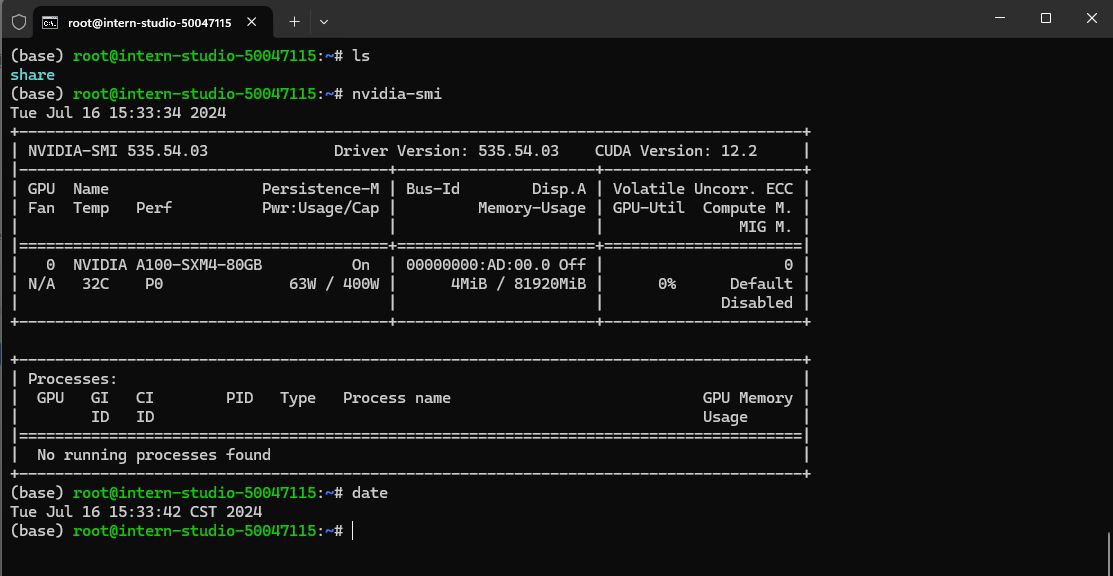 root@intern-studio-50047115
(base) root@intern-studio-50047115:~# ls
share
(base) root@intern-studio-50047115:~# nvidia-smi
Tue Jul 16 15:33:34 2024
+---------------------------------------------------------------------------------------+
| NVIDIA-SMI 535.54.03              Driver Version: 535.54.03    CUDA Version: 12.2     |
|-----------------------------------------+----------------------+----------------------+
| GPU  Name                 Persistence-M | Bus-Id        Disp.A | Volatile Uncorr. ECC |
| Fan  Temp   Perf          Pwr:Usage/Cap |         Memory-Usage | GPU-Util  Compute M. |
|                                         |                      |               MIG M. |
|=========================================+======================+======================|
|   0  NVIDIA A100-SXM4-80GB          On  | 00000000:AD:00.0 Off |                    0 |
| N/A   32C    P0              63W / 400W |      4MiB / 81920MiB |      0%      Default |
|                                         |                      |             Disabled |
+-----------------------------------------+----------------------+----------------------+
+---------------------------------------------------------------------------------------+
| Processes:                                                                            |
|  GPU   GI   CI        PID   Type   Process name                            GPU Memory |
|        ID   ID                                                             Usage      |
|=======================================================================================|
|  No running processes found                                                           |
+---------------------------------------------------------------------------------------+
(base) root@intern-studio-50047115:~# date
Tue Jul 16 15:33:42 CST 2024
(base) root@intern-studio-50047115:~#